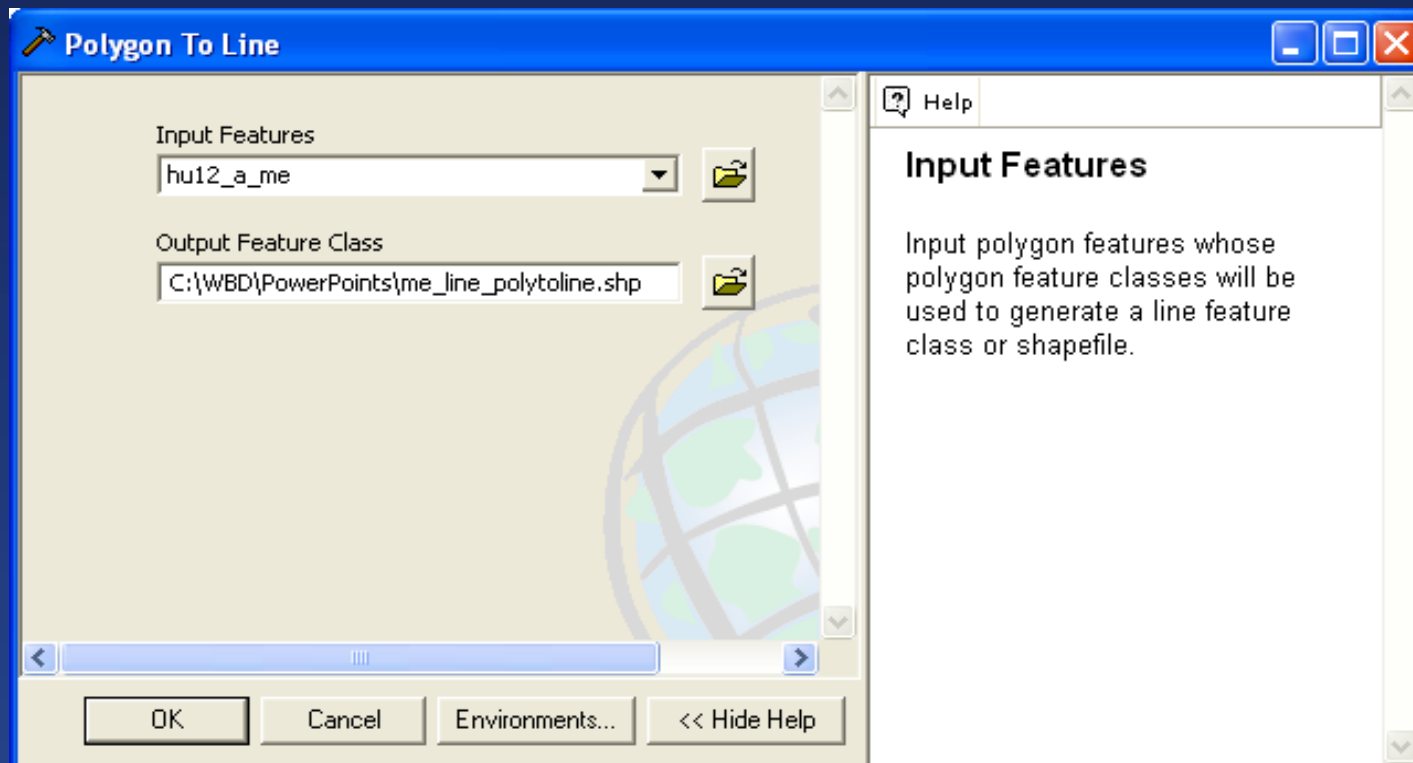 Polygon To Line
Input Features
hu12_a_me
Output Feature Class
C:\WBD\PowerPoints\me_line_polytoline.shp
OK
Cancel
Environments...
<< Hide Help
Help
Input Features
Input polygon features whose
polygon feature classes will be
used to generate a line feature
class or shapefile.